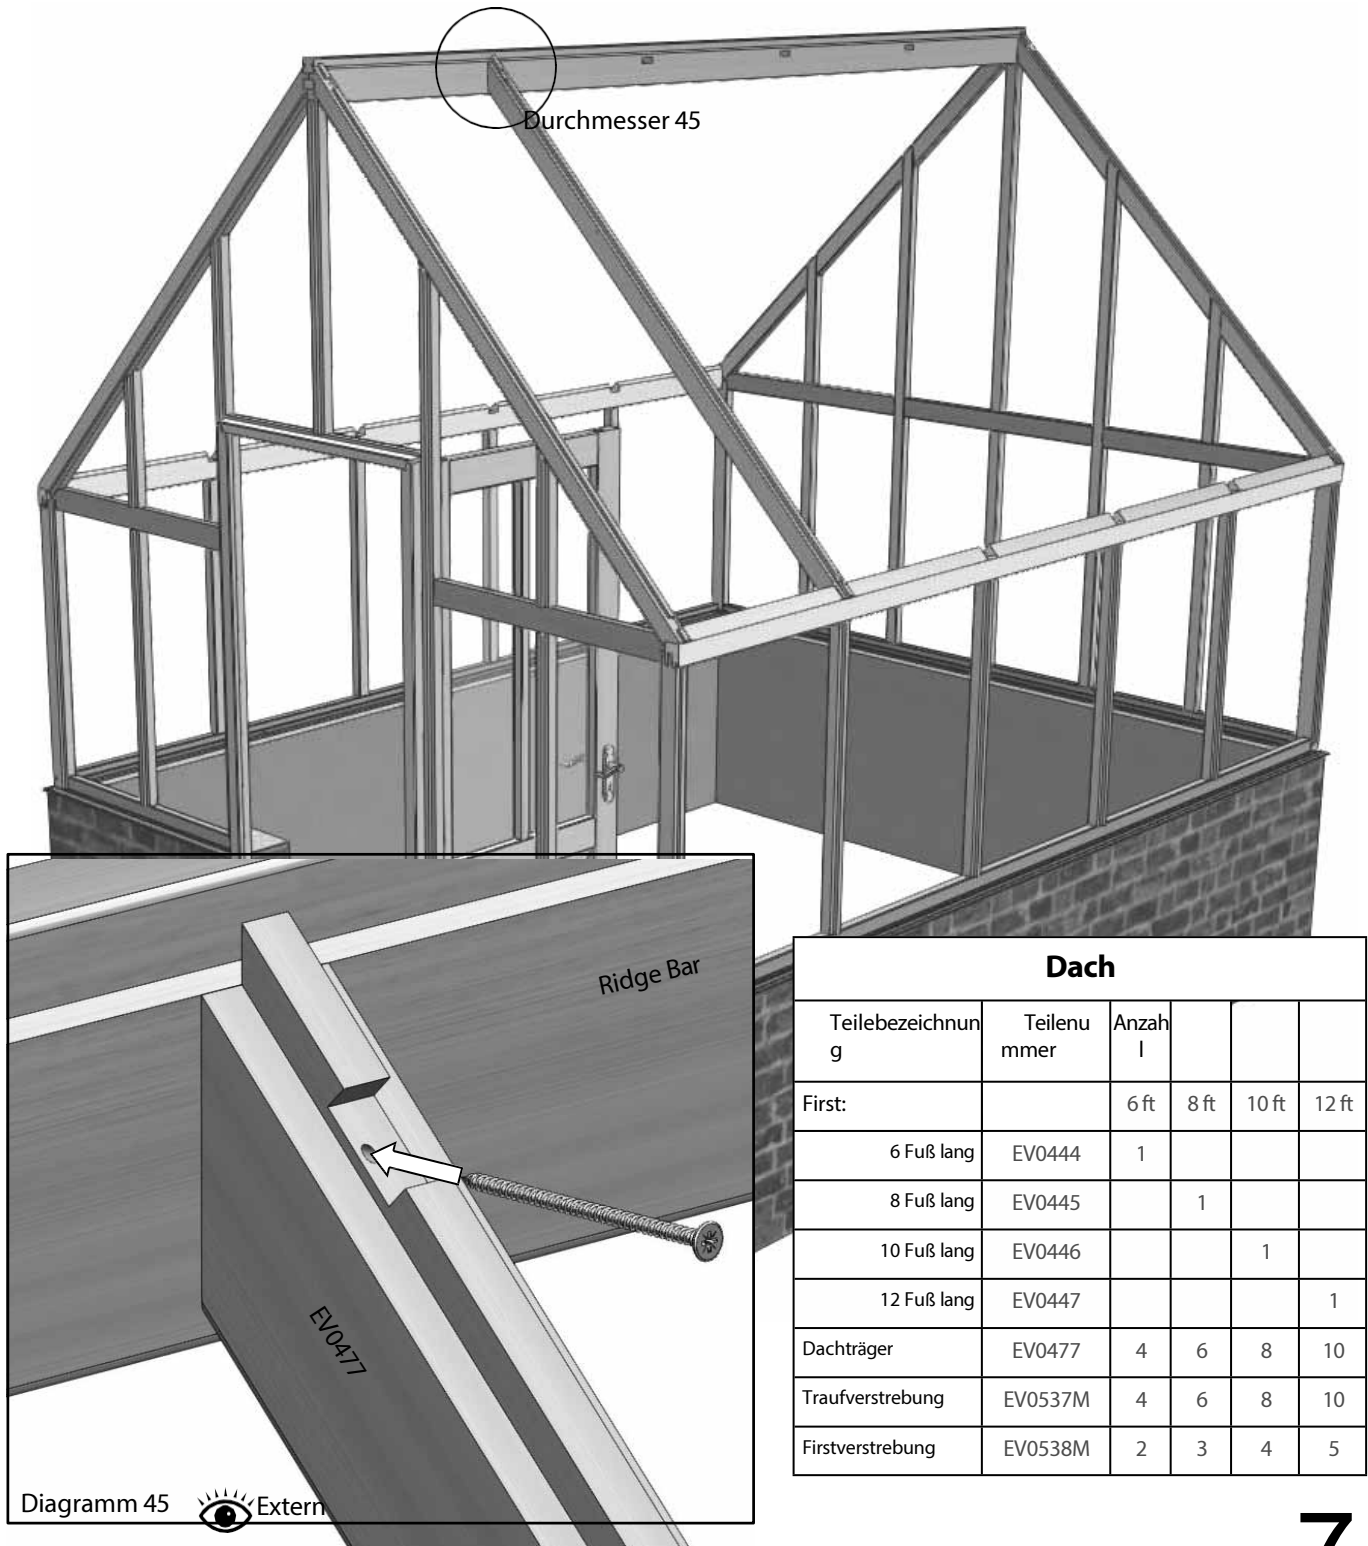 Durchmesser 45
Ridge Bar
EV0477
Diagramm 45
Extern
Dach
Teilebezeichnun
g
Teilenu
mmer
Anzah
l
First: 6 ft 8 ft 10 ft 12 ft
6 Fuß lang EV0444 1
8 Fuß lang EV0445 1
10 Fuß lang EV0446 1
12 Fuß lang EV0447 1
Dachträger EV0477 4 6 8 10
Traufverstrebung EV0537M 4 6 8 10
Firstverstrebung EV0538M 2 3 4 5